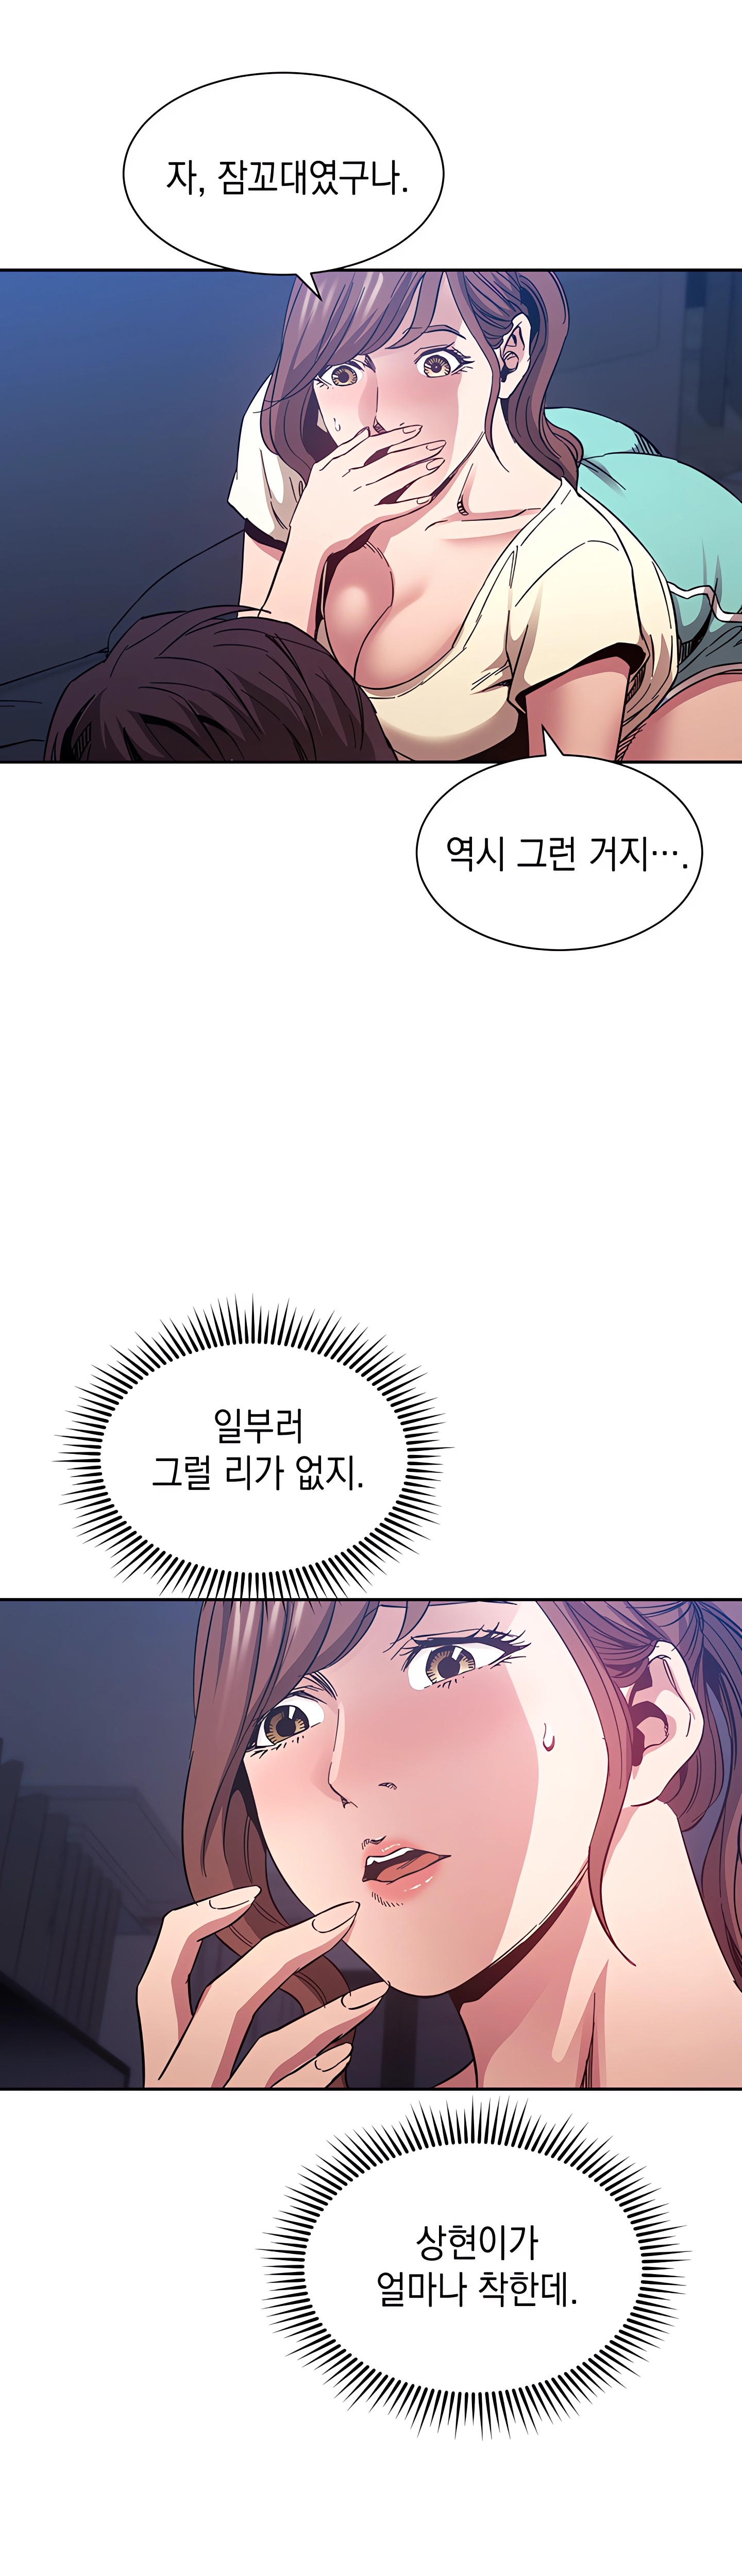 자, 잠꼬대였구나.
역시 그런 거지….
일부러
그럴 리가 없지.
상현이가
얼마나 착한데.